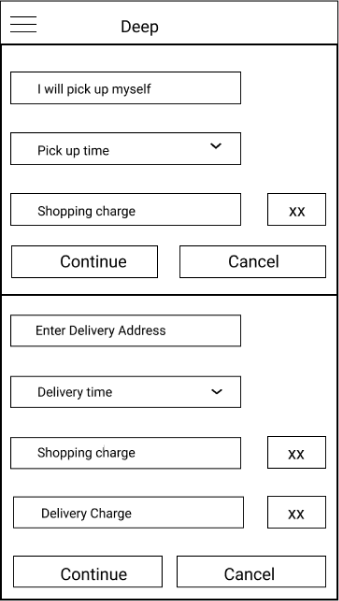 Deep
I will pick up myself
Pick up time
Shopping charge xx
Continue Cancel
Enter Delivery Address
Delivery time
Shopping charge xx
Delivery Charge xx
Continue Cancel